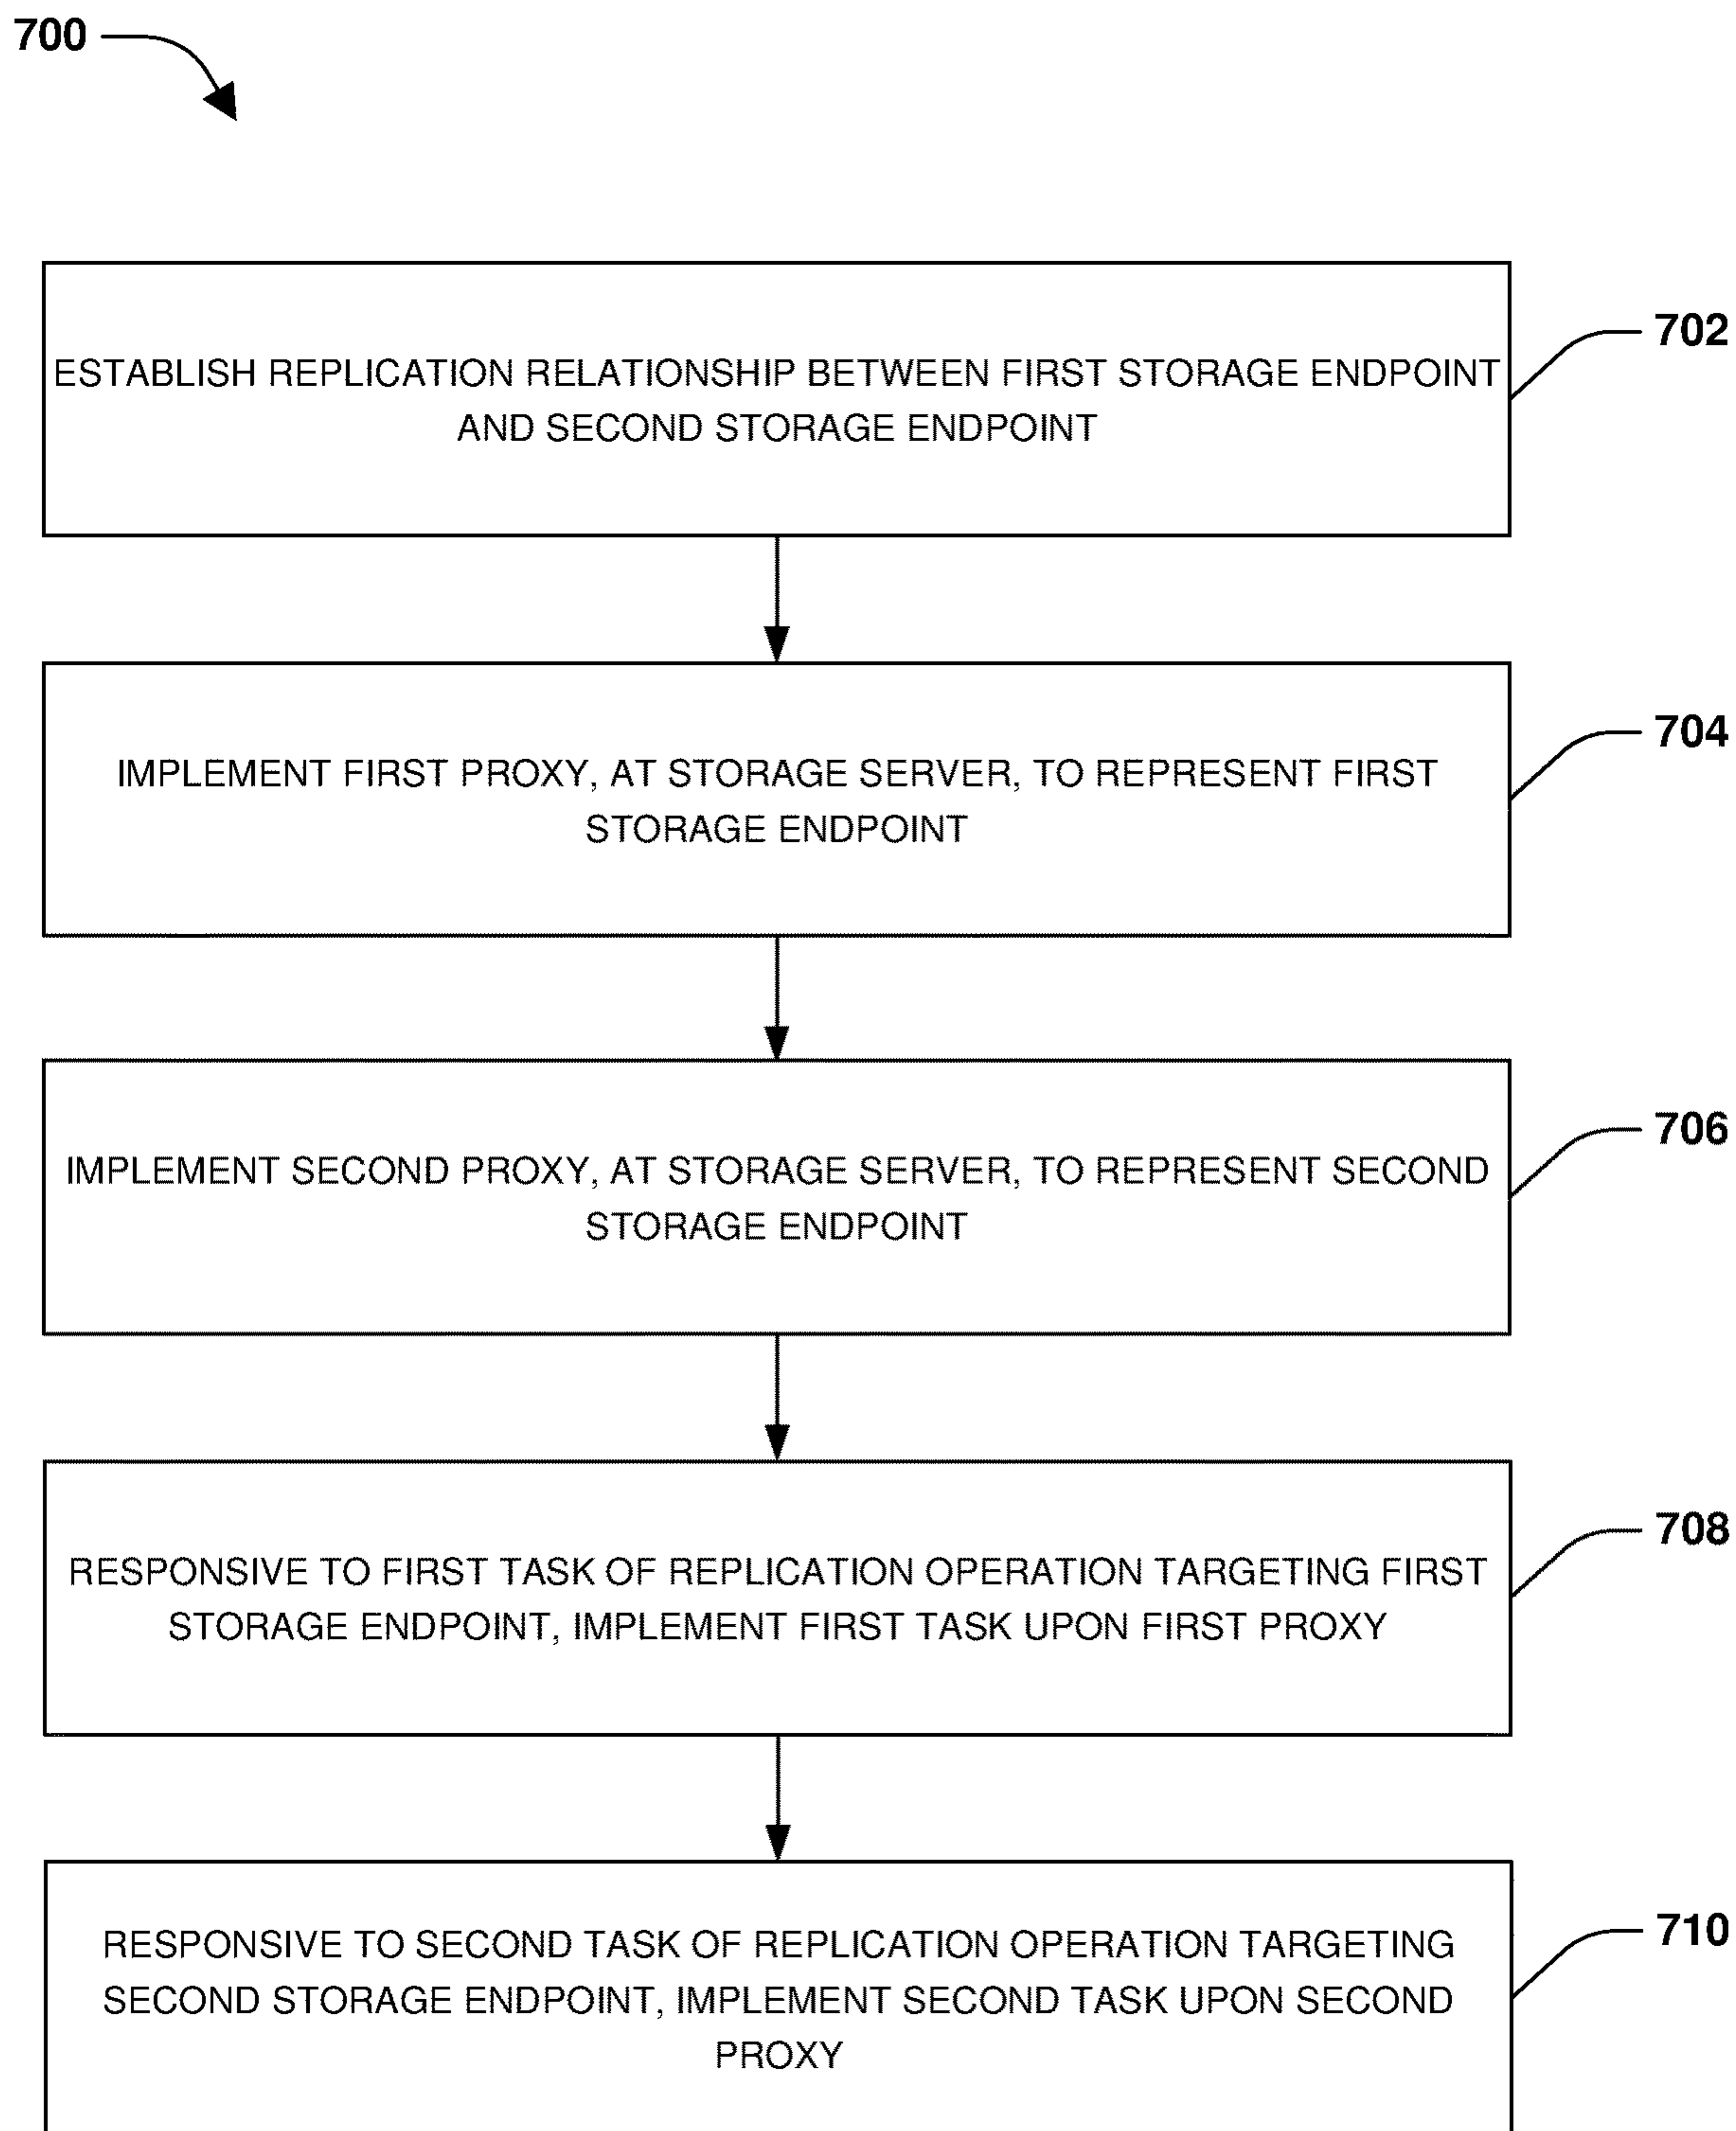 700
ESTABLISH REPLICATION RELATIONSHIP BETWEEN FIRST STORAGE ENDPOINT
AND SECOND STORAGE ENDPOINT
702
IMPLEMENT FIRST PROXY, AT STORAGE SERVER, TO REPRESENT FIRST
STORAGE ENDPOINT
704
IMPLEMENT SECOND PROXY, AT STORAGE SERVER, TO REPRESENT SECOND
STORAGE ENDPOINT
706
RESPONSIVE TO FIRST TASK OF REPLICATION OPERATION TARGETING FIRST
STORAGE ENDPOINT, IMPLEMENT FIRST TASK UPON FIRST PROXY
708
RESPONSIVE TO SECOND TASK OF REPLICATION OPERATION TARGETING
SECOND STORAGE ENDPOINT, IMPLEMENT SECOND TASK UPON SECOND
PROXY
710